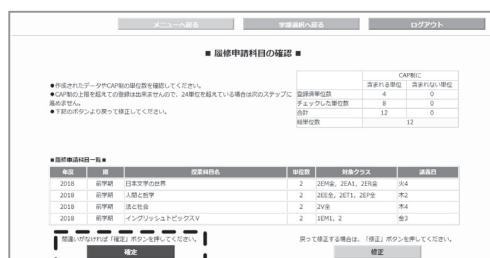 メニューへ戻る 学部選択へ戻る ログアウト
■ 履修申請科目の確認 ■
●作成されたデータやCAP制の単位数を確認してください。
●CAP制の上限を超えての登録は出来ませんので、24単位を超えている場合は次のステップに
進めません。
●下記のボタンより戻って修正してください。
CAP制に
含まれる単位 含まれない単位
登録済単位数 4 0
チェックした単位数 8 0
合計 12 0
総単位数 12
■履修申請科目一覧■
年度 期 授業科目名 単位数 対象クラス 講義日
2018 前学期 日本文学の世界 2 2EM金, 2EA1, 2ER金 火4
2018 前学期 人間と哲学 2 2EE金, 2ET1, 2EP金 木2
2018 前学期 法と社会 2 2V金 木4
2018 前学期 イングリッシュトピックスⅤ 2 1EM1, 2 金3
間違いがなければ「確定」ボタンを押してください。 戻って修正する場合は、「修正」ボタンを押してください。
確定 修正